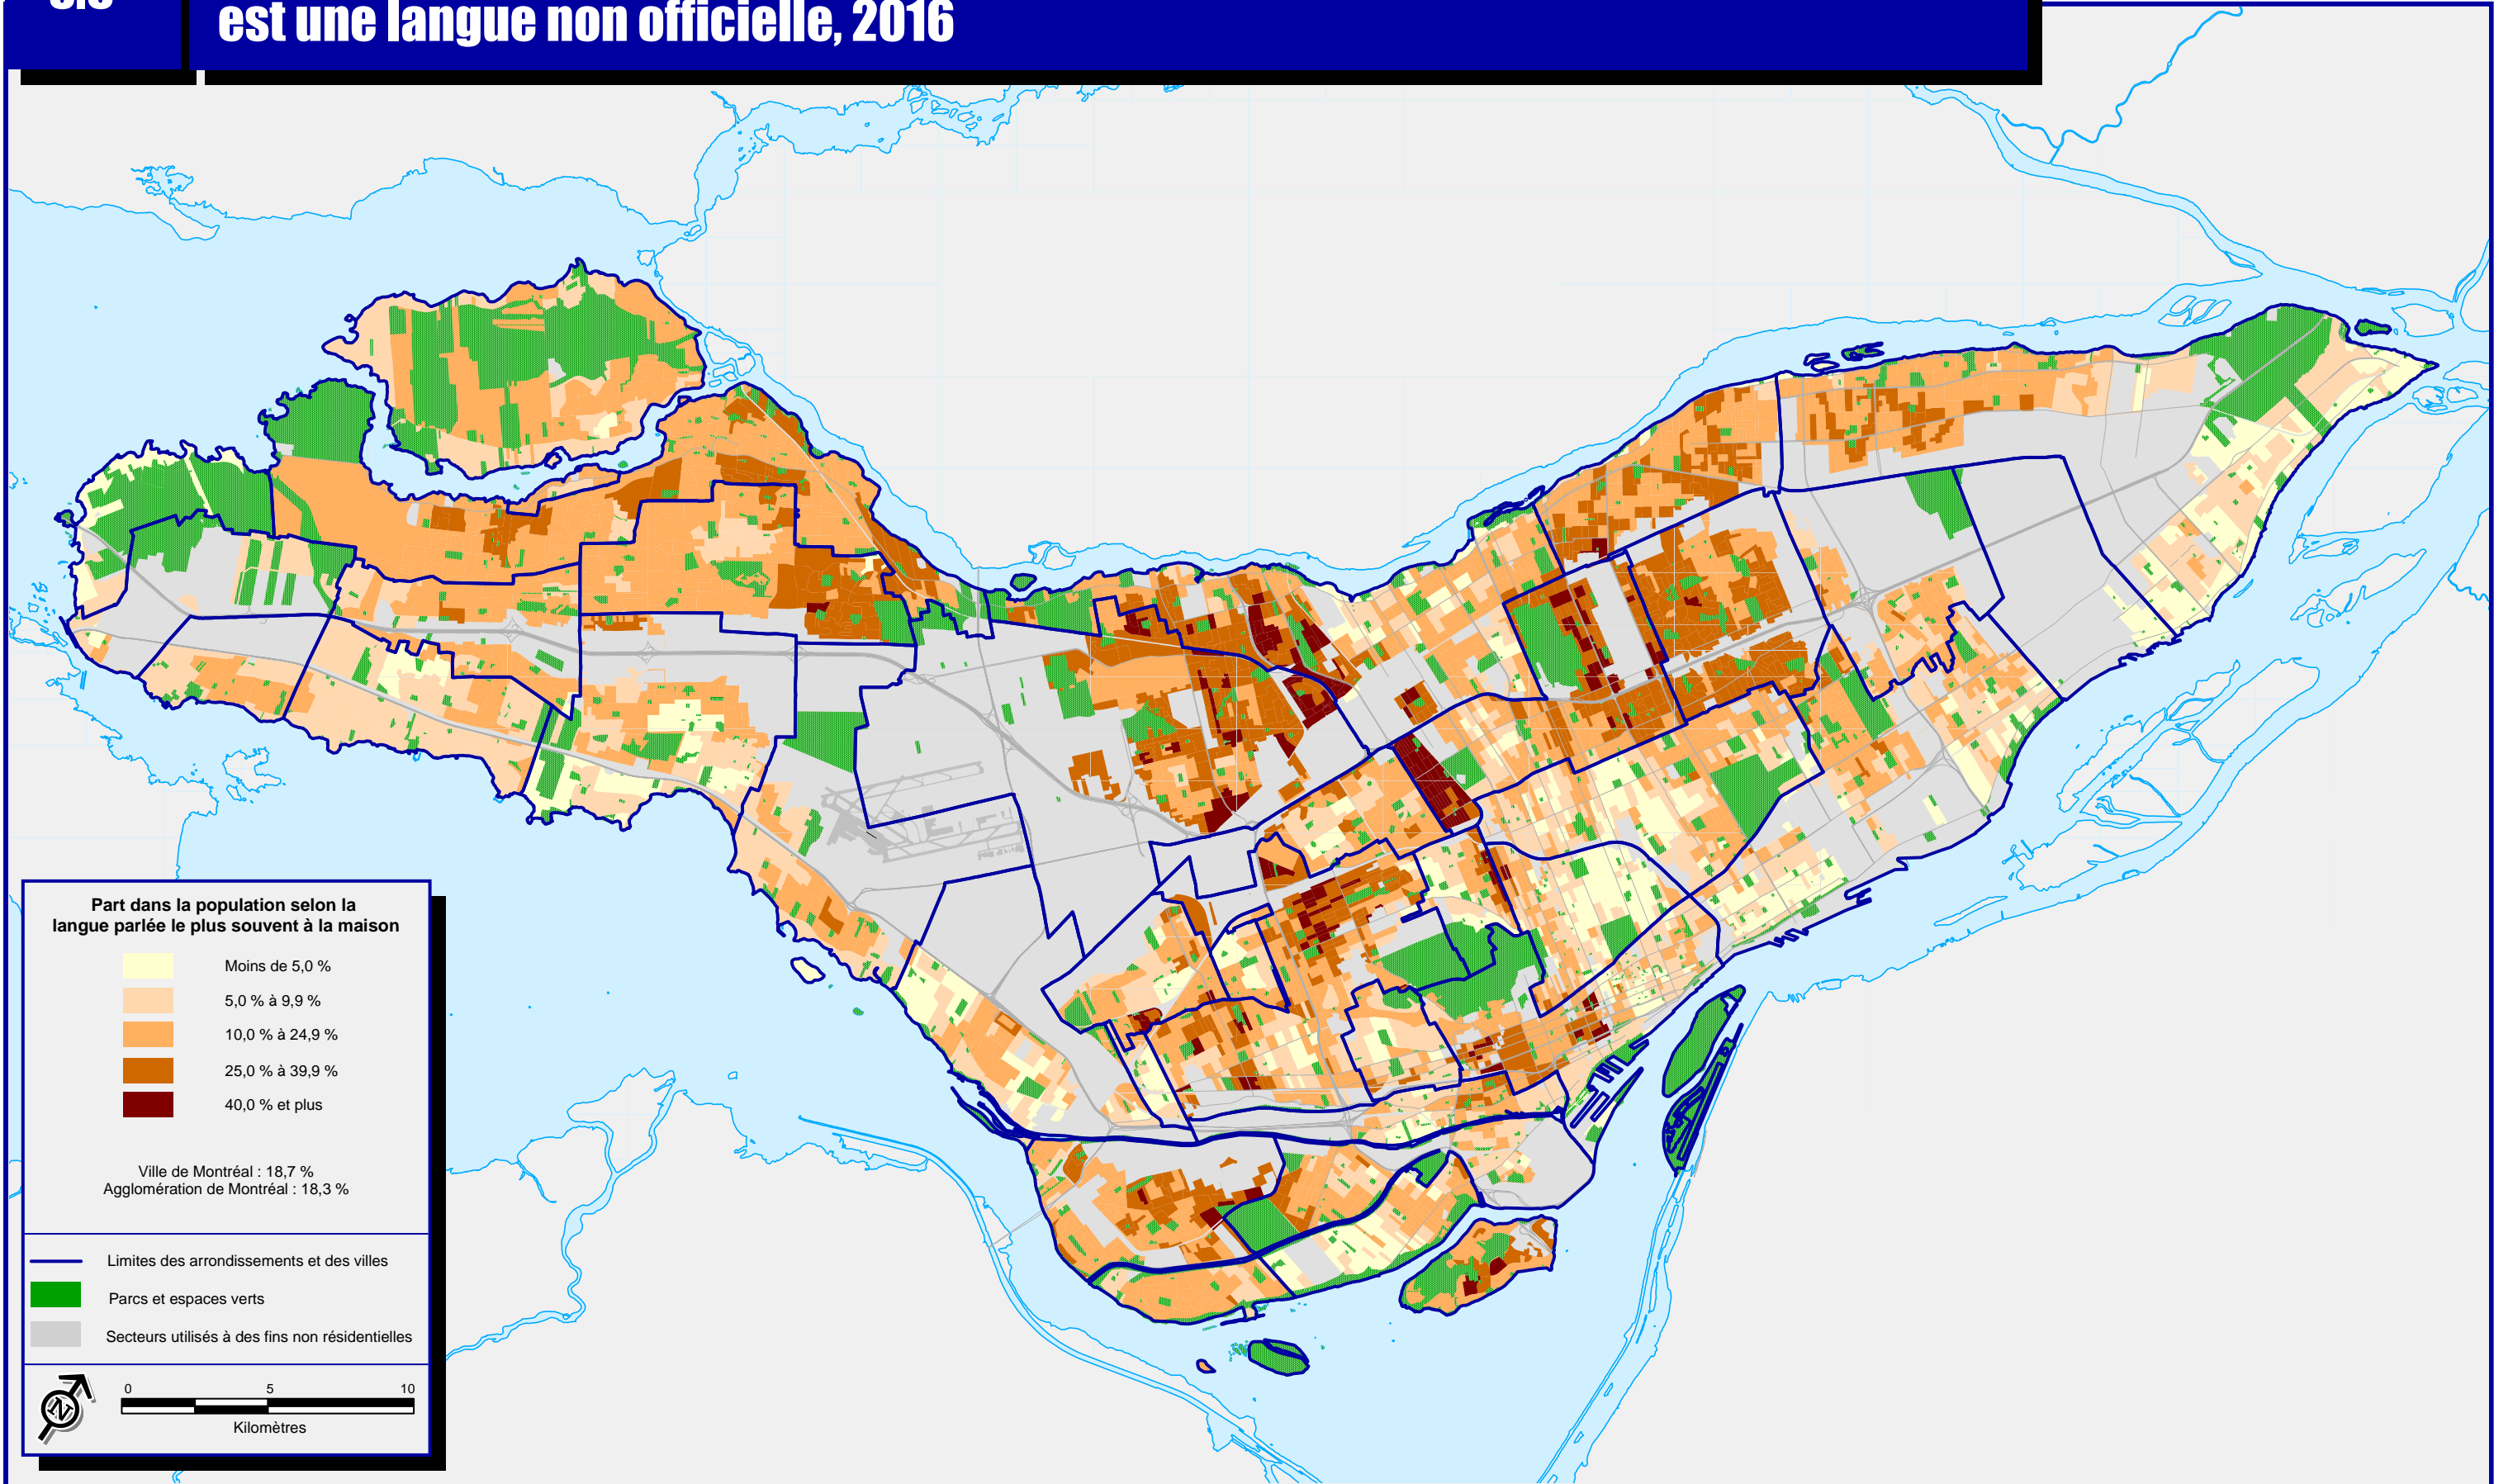 est une langue non officielle, 2016
Part dans la population selon la
langue parlée le plus souvent à la maison
Moins de 5,0 %
5,0 % à 9,9 %
10,0 % à 24,9 %
25,0 % à 39,9 %
40,0 % et plus
Ville de Montréal : 18,7 %
Agglomération de Montréal : 18,3 %
Limites des arrondissements et des villes
Parcs et espaces verts
Secteurs utilisés à des fins non résidentielles
N
0 5 10
Kilomètres